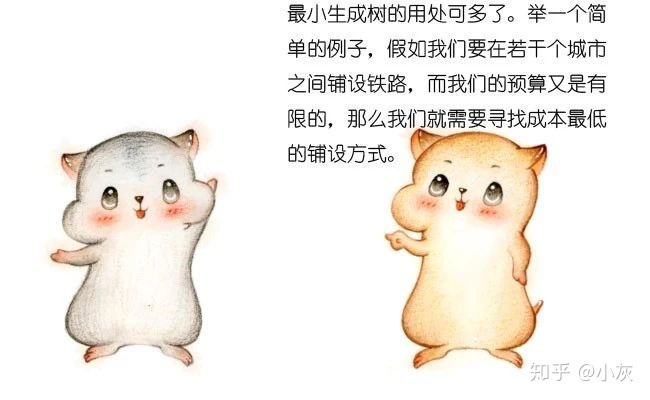 最小生成树的用处可多了。举一个简
单的例子，假如我们要在若干个城市
之间铺设铁路，而我们的预算又是有
限的，那么我们就需要寻找成本最低
的铺设方式。
知乎 @小灰